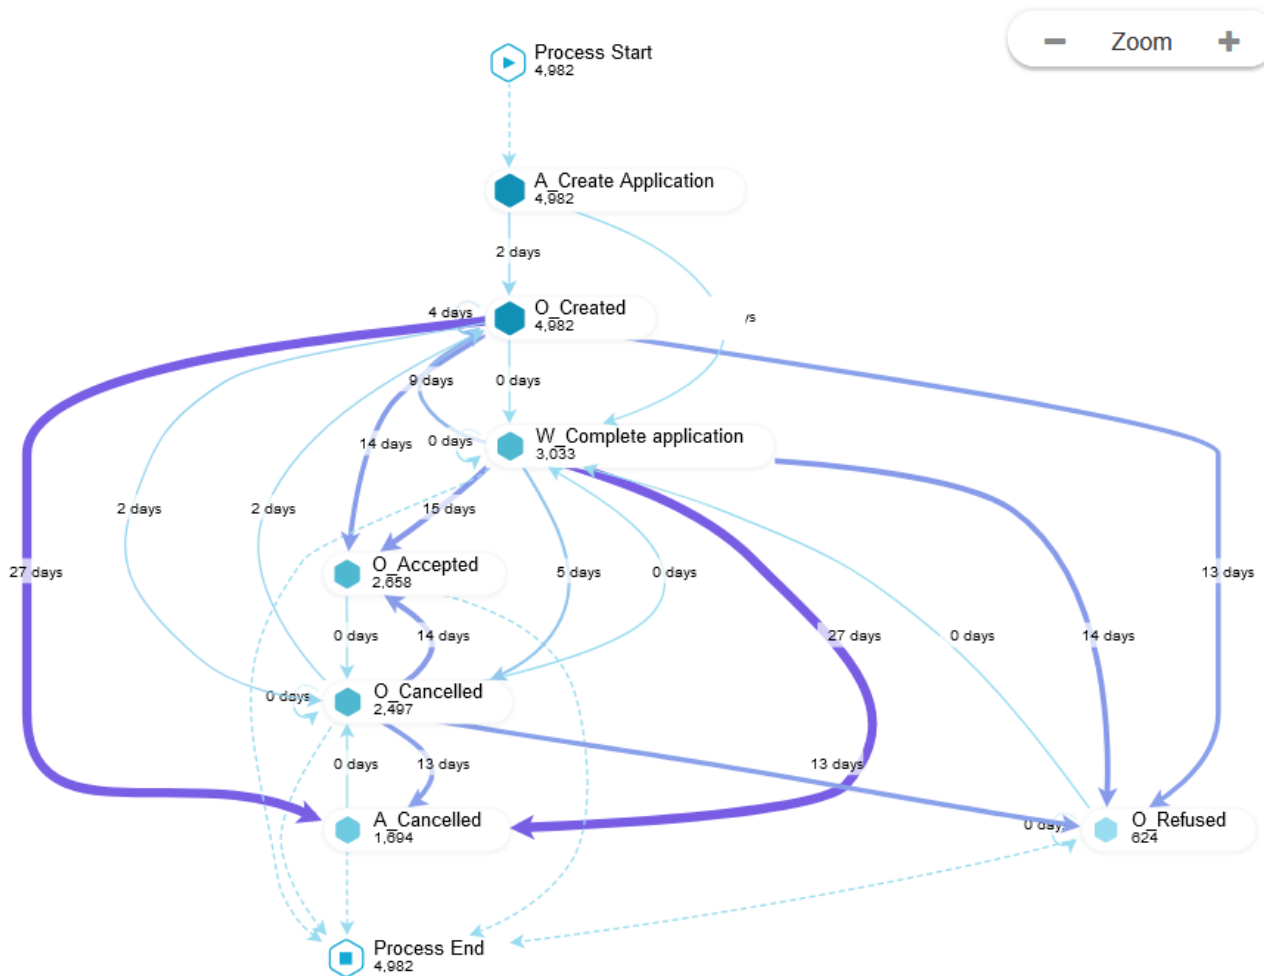 Zoom
Process Start
4,982
A_Create Application
4,982
2 days
O_Created
4,982
4 days
9 days
0 days
W_Complete application
3,033
0 days
14 days
15 days
2 days
2 days
27 days
O_Accepted
2,658
5 days
0 days
13 days
0 days
14 days
27 days
0 days
14 days
O_Cancelled
2,497
0 days
0 days
13 days
13 days
A_Cancelled
1,694
O_Refused
624
Process End
4,982